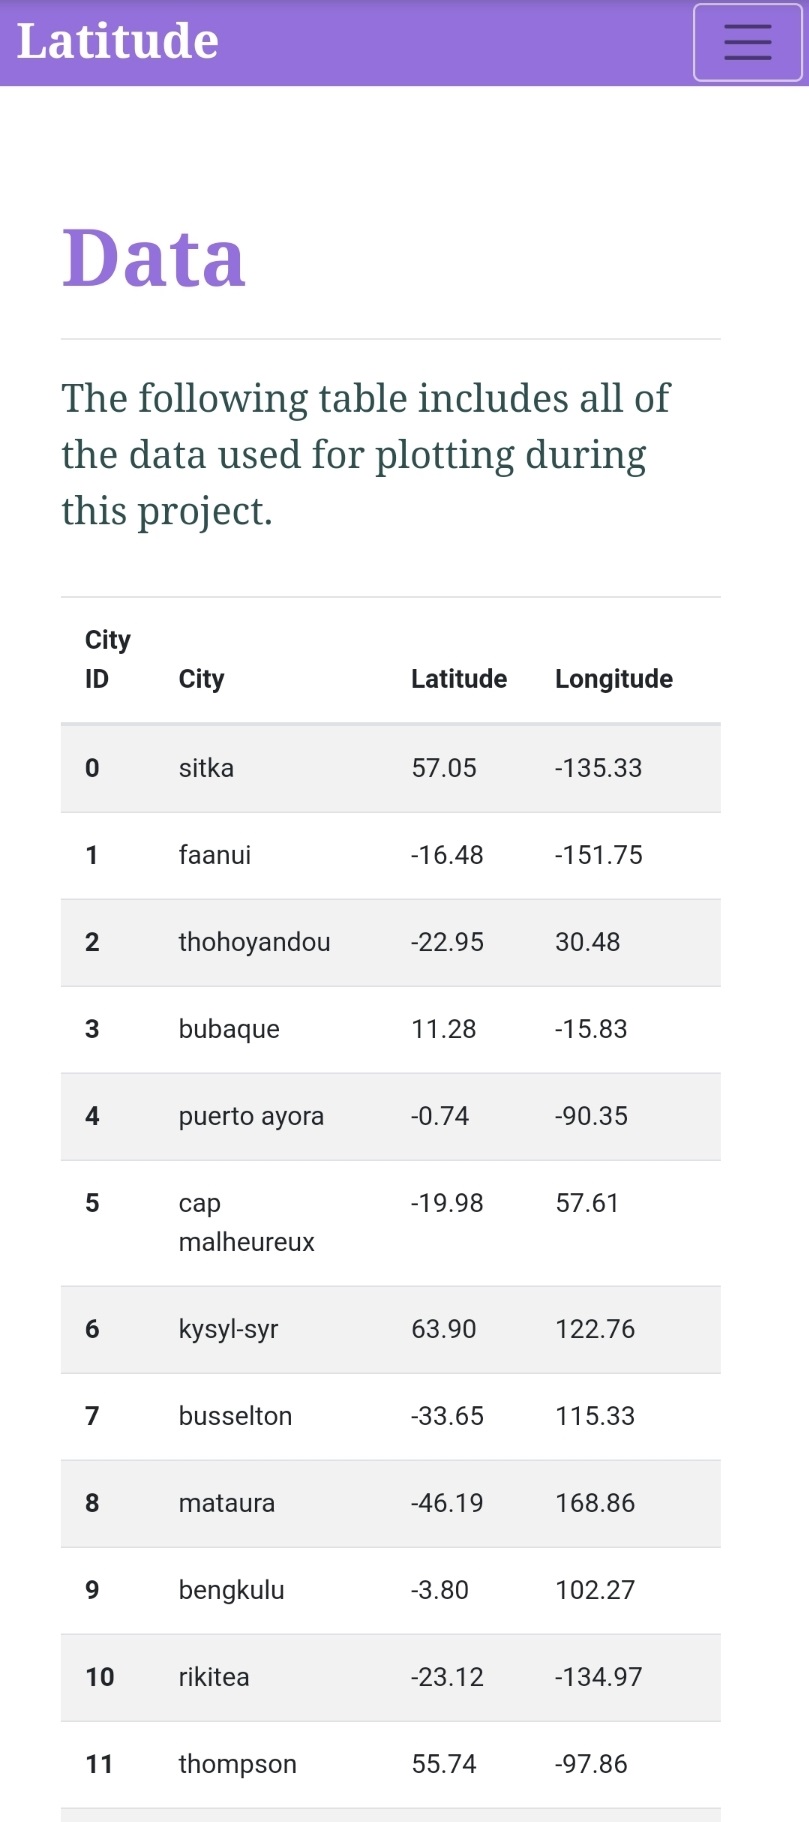 Latitude
Data
The following table includes all of
the data used for plotting during
this project.
City
ID City Latitude Longitude
0 sitka 57.05 -135.33
1 faanui -16.48 -151.75
2 thohoyandou -22.95 30.48
3 bubaque 11.28 -15.83
4 puerto ayora -0.74 -90.35
5 cap -19.98 57.61
malheureux
6 kysyl-syr 63.90 122.76
7 busselton -33.65 115.33
8 mataura -46.19 168.86
9 bengkulu -3.80 102.27
10 rikitea -23.12 -134.97
11 thompson 55.74 -97.86